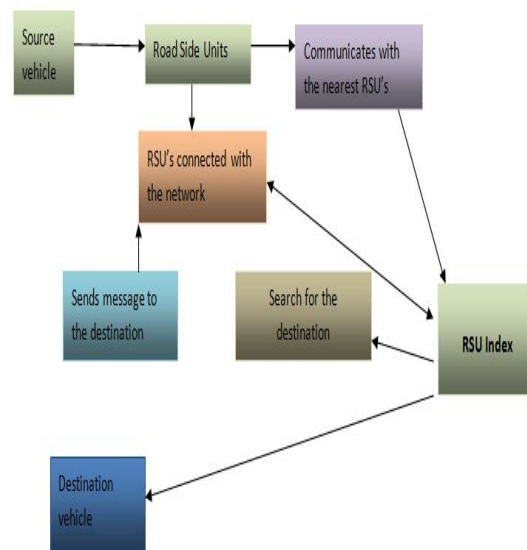 Source
vehicle
Road Side Units
Communicates with
the nearest RSU's
RSU's connected with
the network
Sends message to
the destination
Search for the
destination
RSU Index
Destination
vehicle